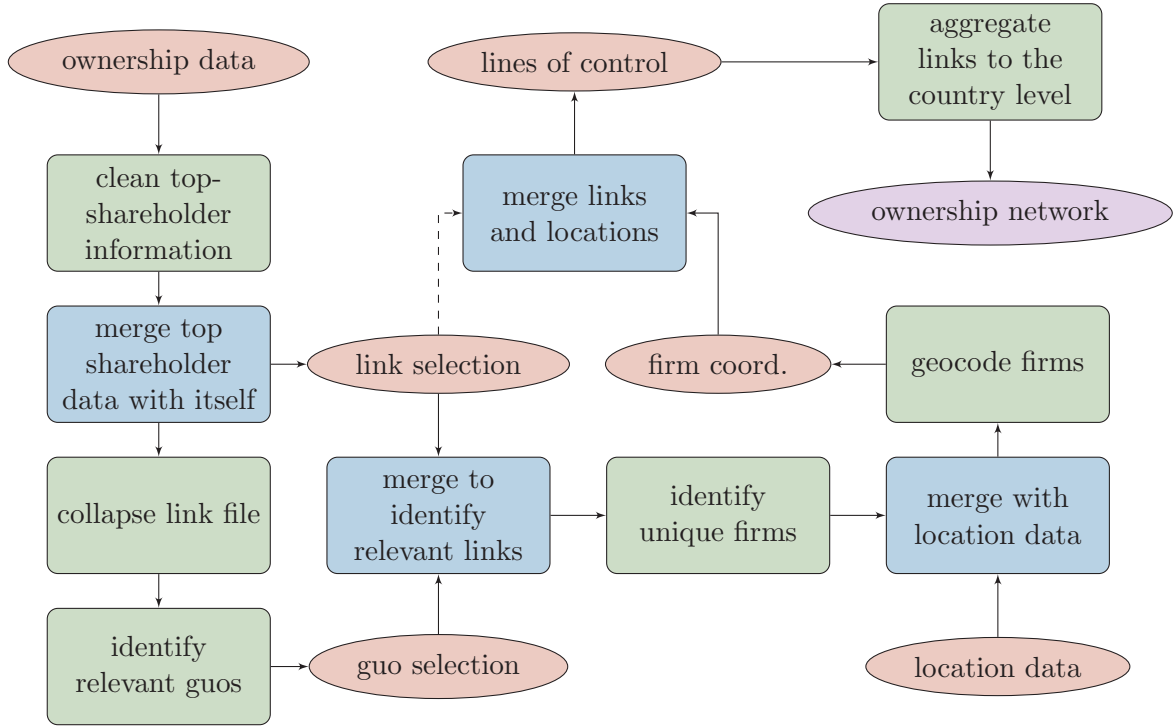 ownership data
lines of control
aggregate
links to the
country level
clean top-
shareholder
information
merge links
and locations
ownership network
merge top
shareholder
data with itself
link selection
firm coord.
geocode firms
collapse link file
merge to
identify
relevant links
identify
unique firms
merge with
location data
identify
relevant guos
guo selection
location data